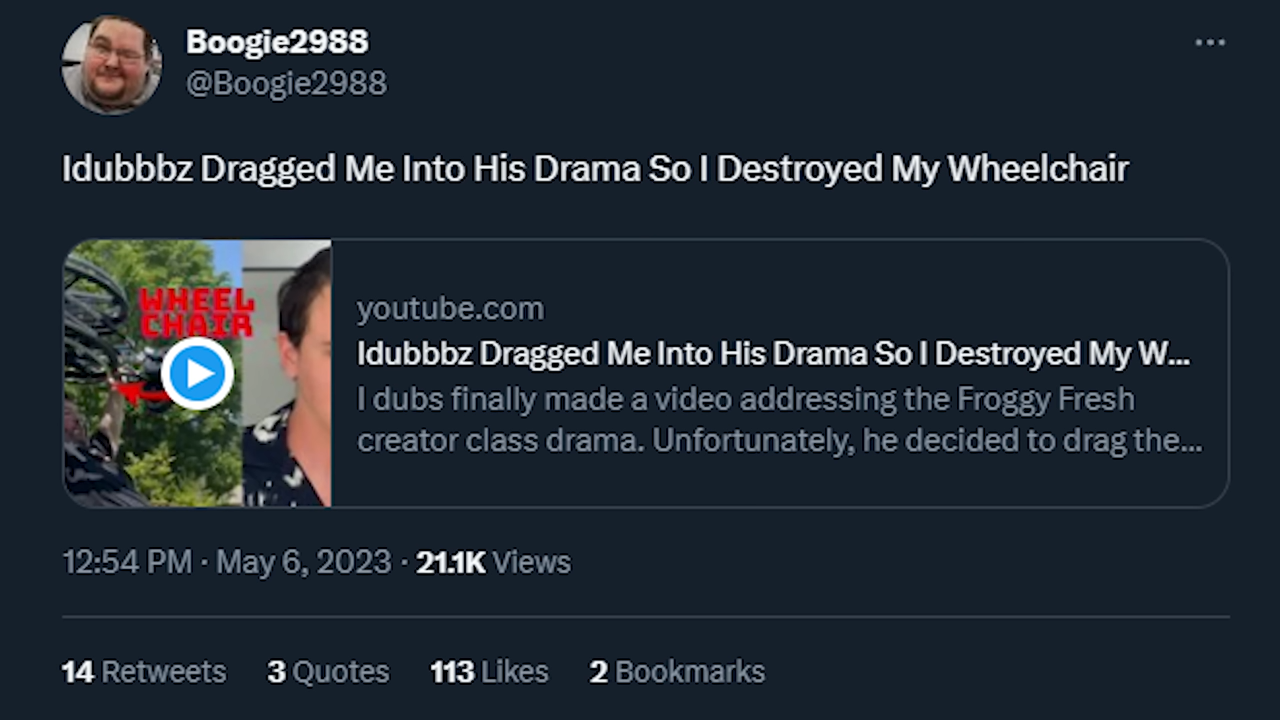 Boogie2988
@Boogie2988
Idubbbz Dragged Me Into His Drama So I Destroyed My Wheelchair
WHEEL
CHAIR
youtube.com
Idubbbz Dragged Me Into His Drama So I Destroyed My W...
I dubs finally made a video addressing the Froggy Fresh
creator class drama. Unfortunately, he decided to drag the...
12:54 PM · May 6, 2023 · 21.1K Views
14 Retweets 3 Quotes 113 Likes 2 Bookmarks